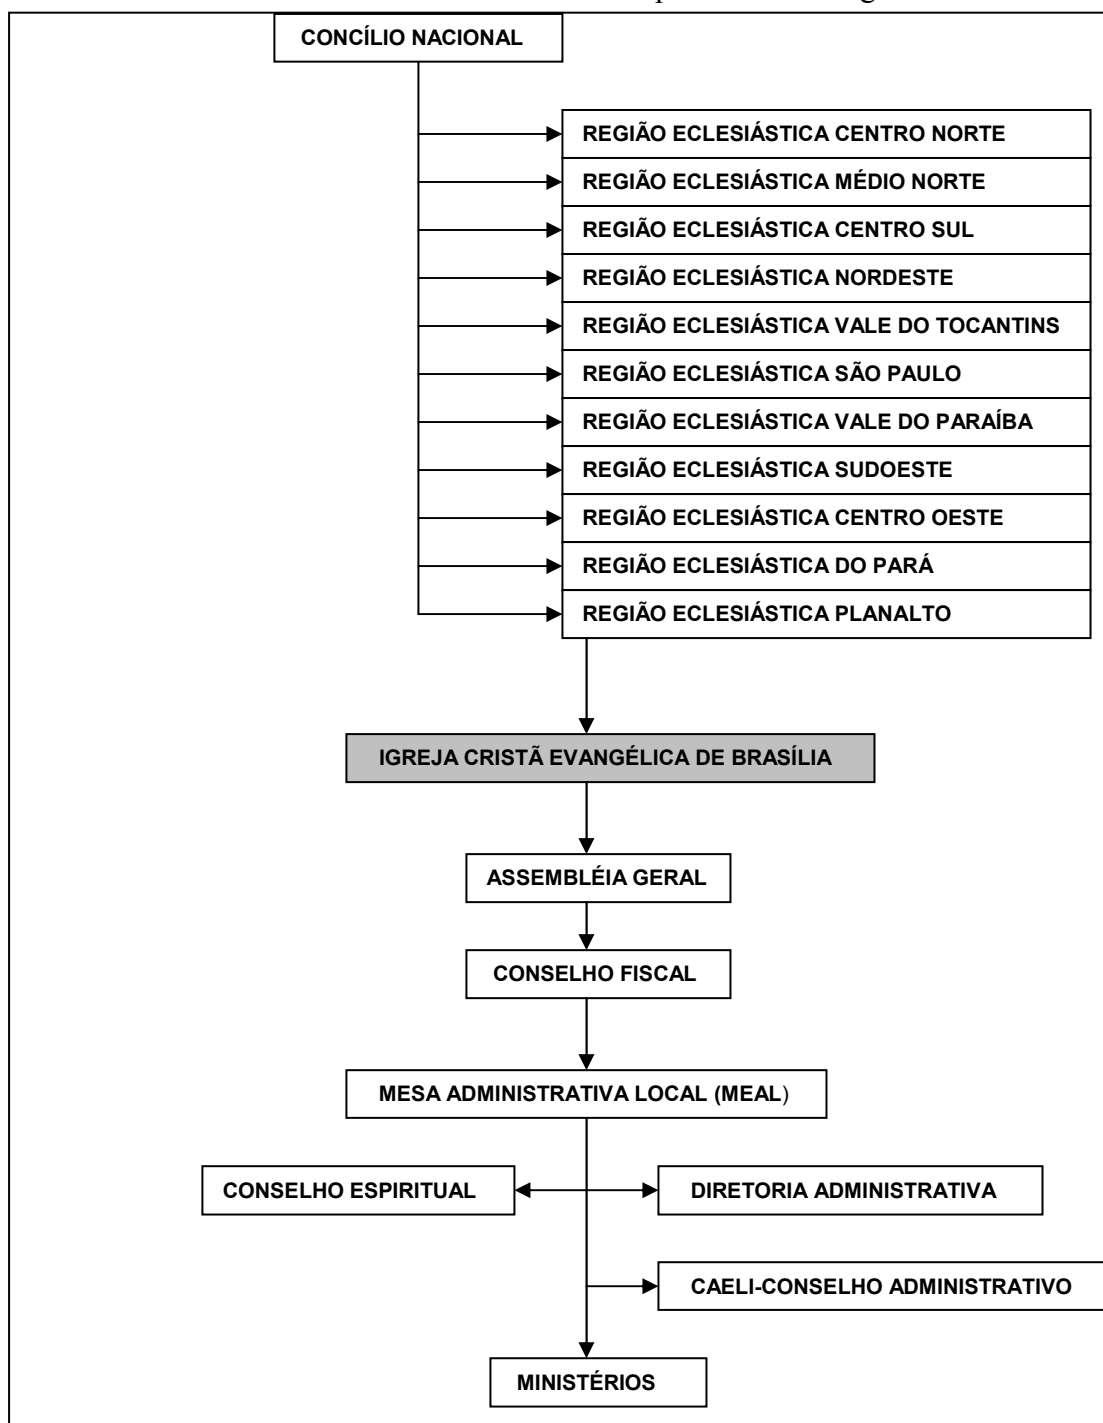 CONCÍLIO NACIONAL
REGIÃO ECLESIÁSTICA CENTRO NORTE
REGIÃO ECLESIÁSTICA MÉDIO NORTE
REGIÃO ECLESIÁSTICA CENTRO SUL
REGIÃO ECLESIÁSTICA NORDESTE
REGIÃO ECLESIÁSTICA VALE DO TOCANTINS
REGIÃO ECLESIÁSTICA SÃO PAULO
REGIÃO ECLESIÁSTICA VALE DO PARAÍBA
REGIÃO ECLESIÁSTICA SUDOESTE
REGIÃO ECLESIÁSTICA CENTRO OESTE
REGIÃO ECLESIÁSTICA DO PARÁ
REGIÃO ECLESIÁSTICA PLANALTO
IGREJA CRISTÃ EVANGÉLICA DE BRASÍLIA
ASSEMBLÉIA GERAL
CONSELHO FISCAL
MESA ADMINISTRATIVA LOCAL (MEAL)
CONSELHO ESPIRITUAL
DIRETORIA ADMINISTRATIVA
CAELI-CONSELHO ADMINISTRATIVO
MINISTÉRIOS